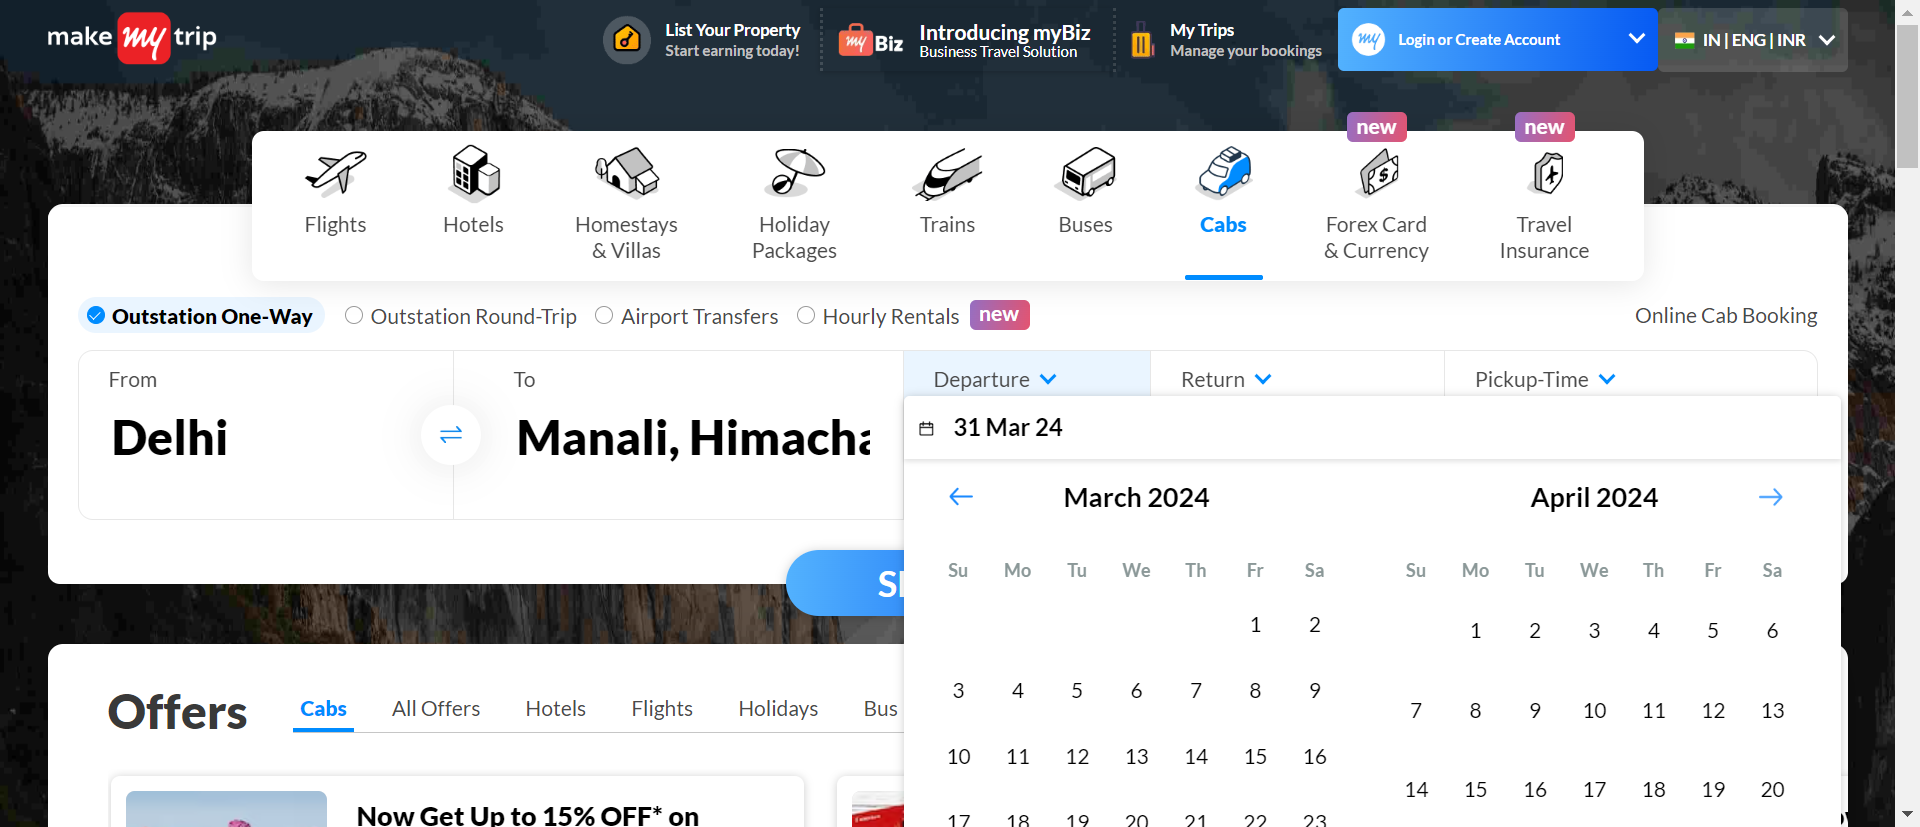 make my trip
List Your Property
Start earning today!
my Biz
Introducing myBiz
Business Travel Solution
My Trips
Manage your bookings
my
Login or Create Account
IN | ENG | INR
new
new
Flights
Hotels
Homestays
& Villas
Holiday
Packages
Trains
Buses
Cabs
Forex Card
& Currency
Travel
Insurance
Outstation One-Way
Outstation Round-Trip
Airport Transfers
Hourly Rentals
new
Online Cab Booking
From
Delhi
To
Manali, Himacha
Departure
Return
Pickup-Time
31 Mar 24
March 2024
April 2024
Su Mo Tu We Th Fr Sa
1 2
3 4 5 6 7 8 9
10 11 12 13 14 15 16
17 18 19 20 21 22 23
Su Mo Tu We Th Fr Sa
1 2 3 4 5 6
7 8 9 10 11 12 13
14 15 16 17 18 19 20
Offers
Cabs
All Offers
Hotels
Flights
Holidays
Bus
Now Get Up to 15% OFF* on